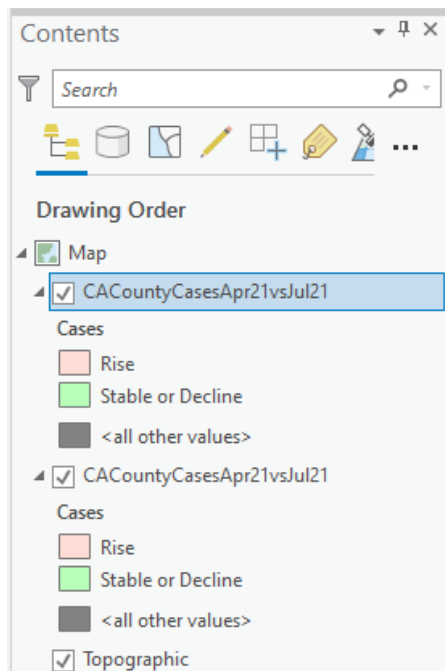 Contents
Search
Drawing Order
Map
CACountyCasesApr21vsJul21
Cases
Rise
Stable or Decline
<all other values>
CACountyCasesApr21vsJul21
Cases
Rise
Stable or Decline
<all other values>
Topographic